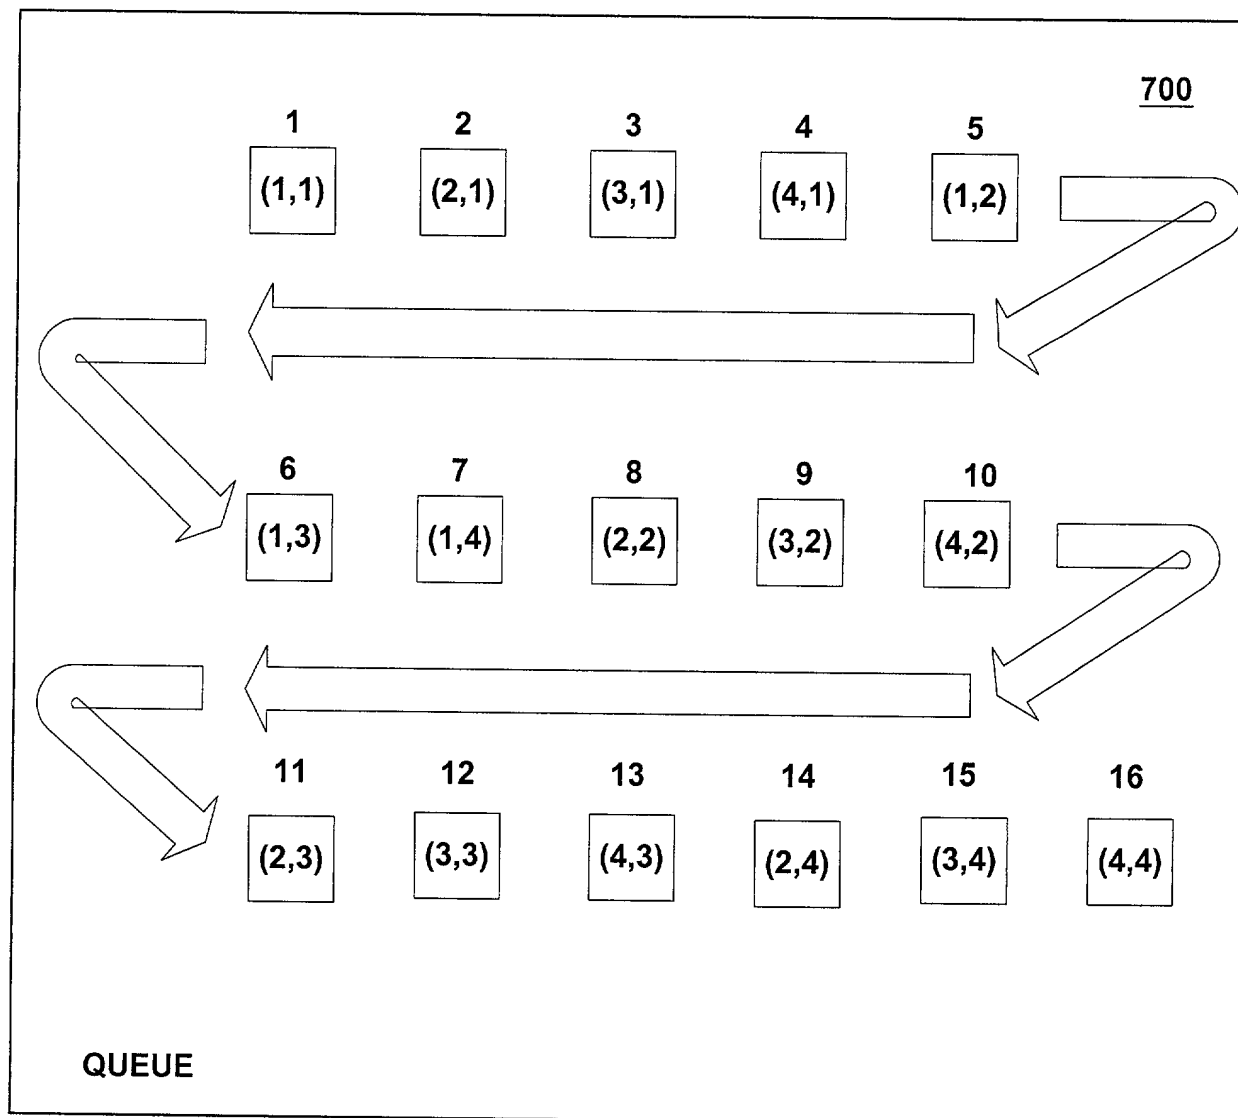 700
1 2 3 4 5
(1,1) (2,1) (3,1) (4,1) (1,2)
6 7 8 9 10
(1,3) (1,4) (2,2) (3,2) (4,2)
11 12 13 14 15 16
(2,3) (3,3) (4,3) (2,4) (3,4) (4,4)
QUEUE